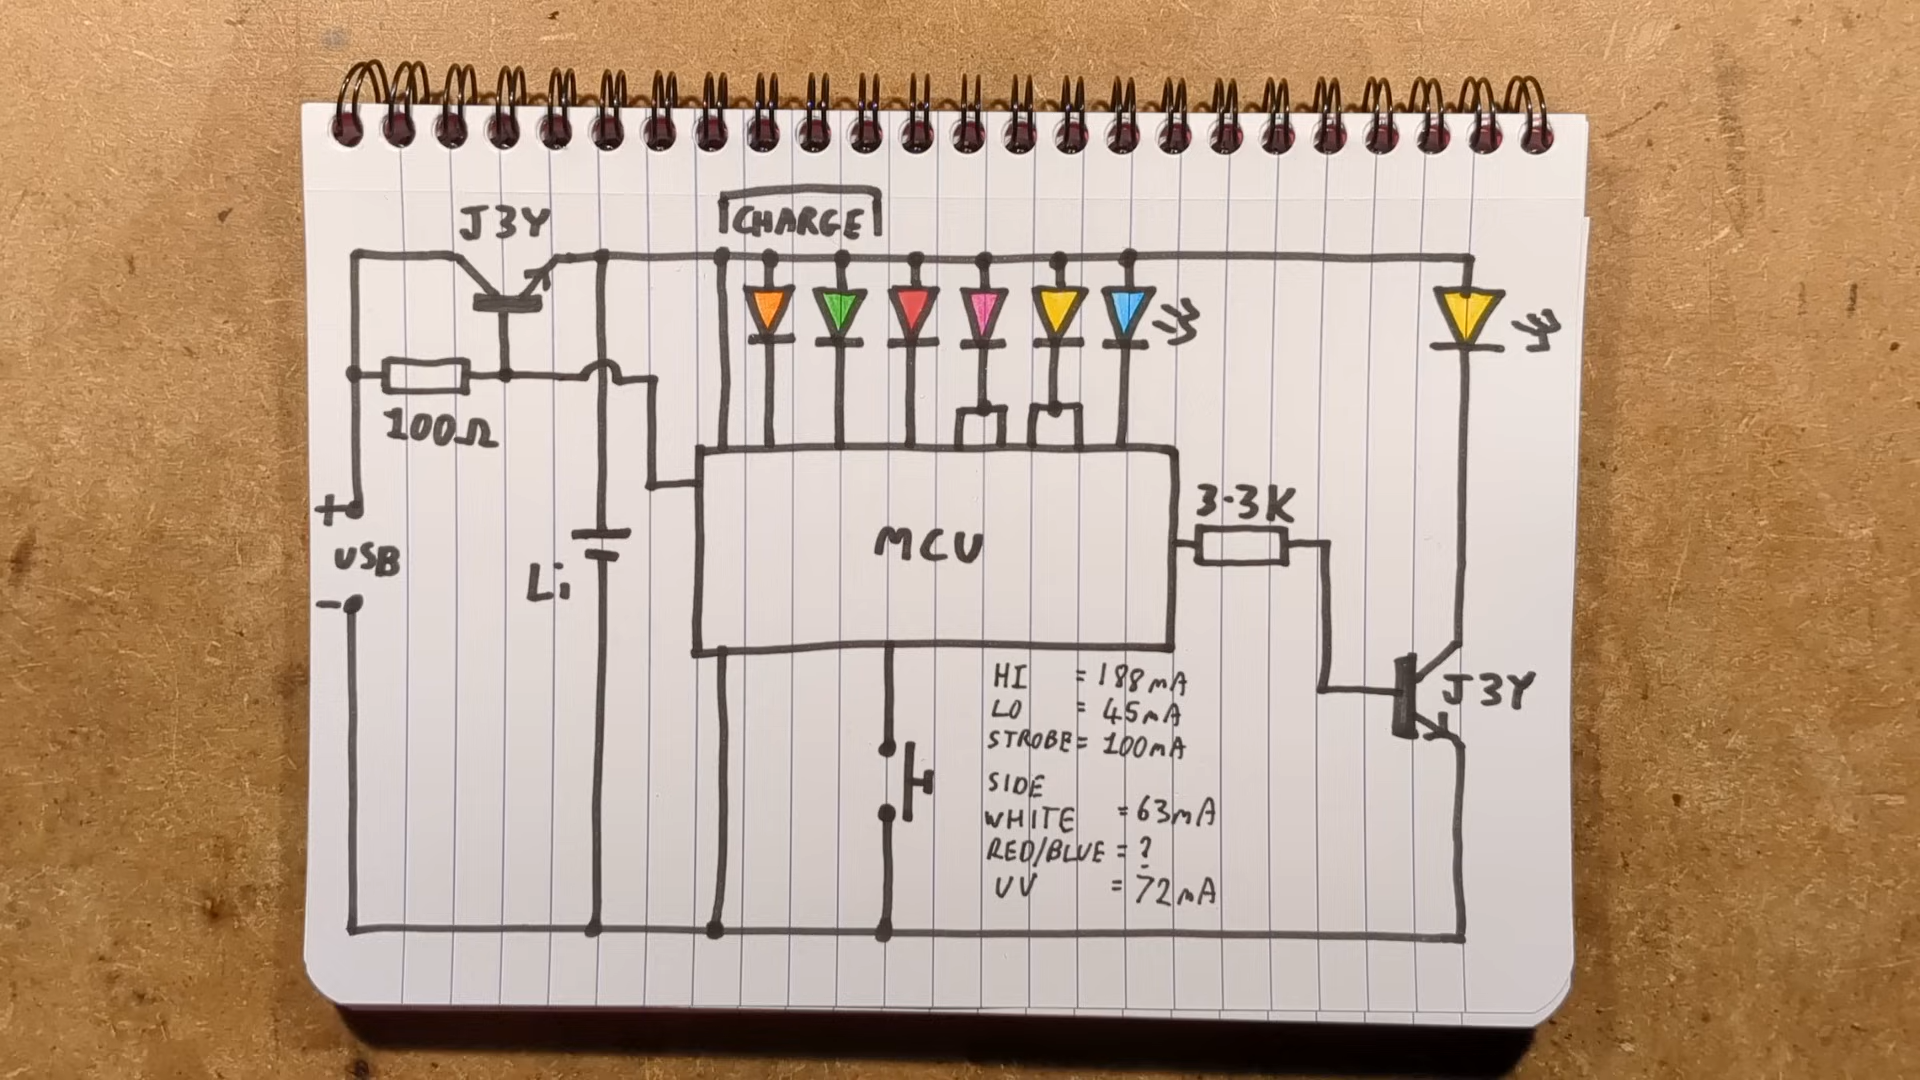 J3Y
CHARGE
100Ω
+
USB
-
Li
MCU
3.3K
J3Y
HI = 188mA
LO = 45mA
STROBE = 100mA
SIDE
WHITE = 63mA
RED/BLUE = ?
UV = 72mA